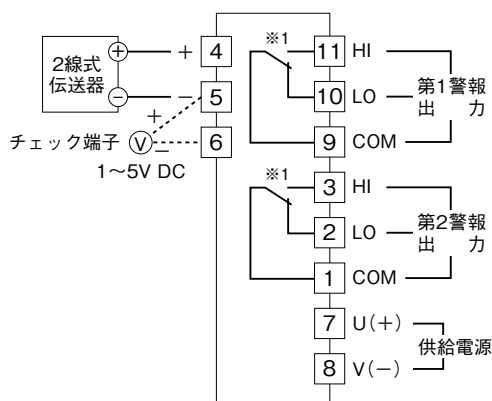 2線式
伝送器
+
−
+ 4
− 5
+
−
6
チェック端子 V
1～5V DC
※1
11 HI
10 LO
9 COM
第1警報
出 力
※1
3 HI
2 LO
1 COM
第2警報
出 力
7 U(+)
8 V(−)
供給電源